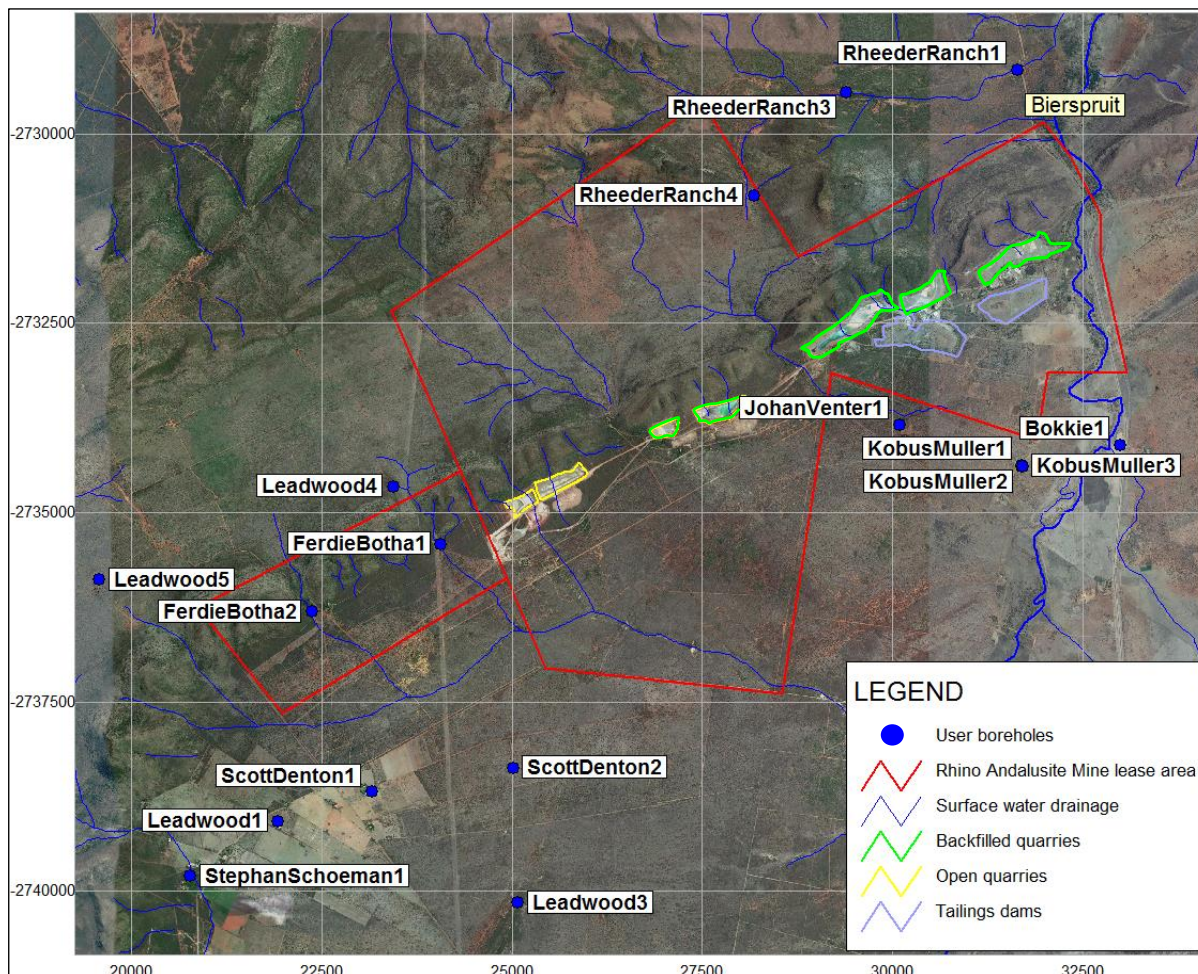 RheederRanch1
RheederRanch3
Bierspruit
-2730000
RheederRanch4
-2732500
JohanVenter1
Bokkie1
KobusMuller1
KobusMuller3
KobusMuller2
Leadwood4
-2735000
FerdieBotha1
Leadwood5
FerdieBotha2
-2737500
ScottDenton2
ScottDenton1
Leadwood1
StephanSchoeman1
-2740000
Leadwood3
LEGEND
User boreholes
Rhino Andalusite Mine lease area
Surface water drainage
Backfilled quarries
Open quarries
Tailings dams
20000
22500
25000
27500
30000
32500